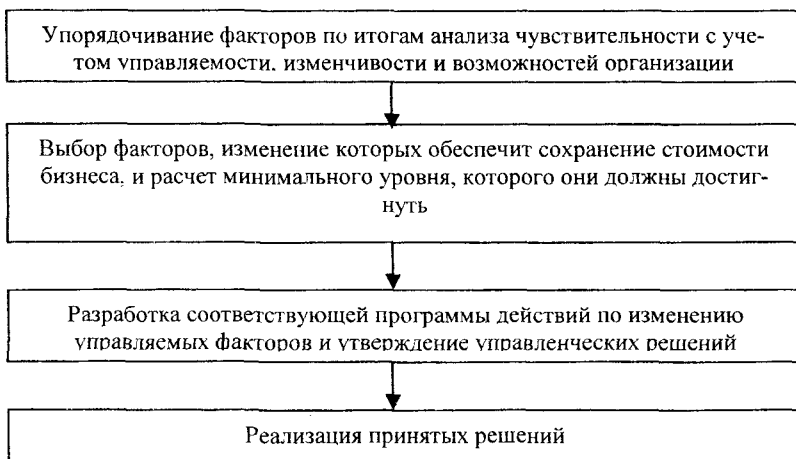 Упорядочивание факторов по итогам анализа чувствительности с уче-
том управляемости, изменчивости и возможностей организации
Выбор факторов, изменение которых обеспечит сохранение стоимости
бизнеса, и расчет минимального уровня, которого они должны достиг-
нуть
Разработка соответствующей программы действий по изменению
управляемых факторов и утверждение управленческих решений
Реализация принятых решений